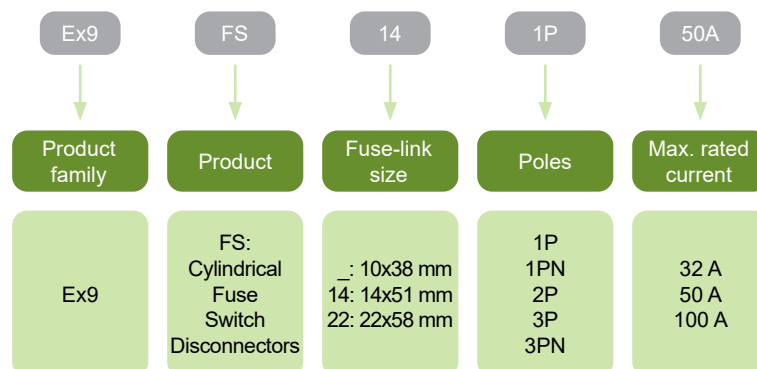 Ex9 FS 14 1P 50A
Product family
Product
Fuse-link size
Poles
Max. rated current
Ex9
FS:
Cylindrical
Fuse
Switch
Disconnectors
_: 10x38 mm
14: 14x51 mm
22: 22x58 mm
1P
1PN
2P
3P
3PN
32 A
50 A
100 A